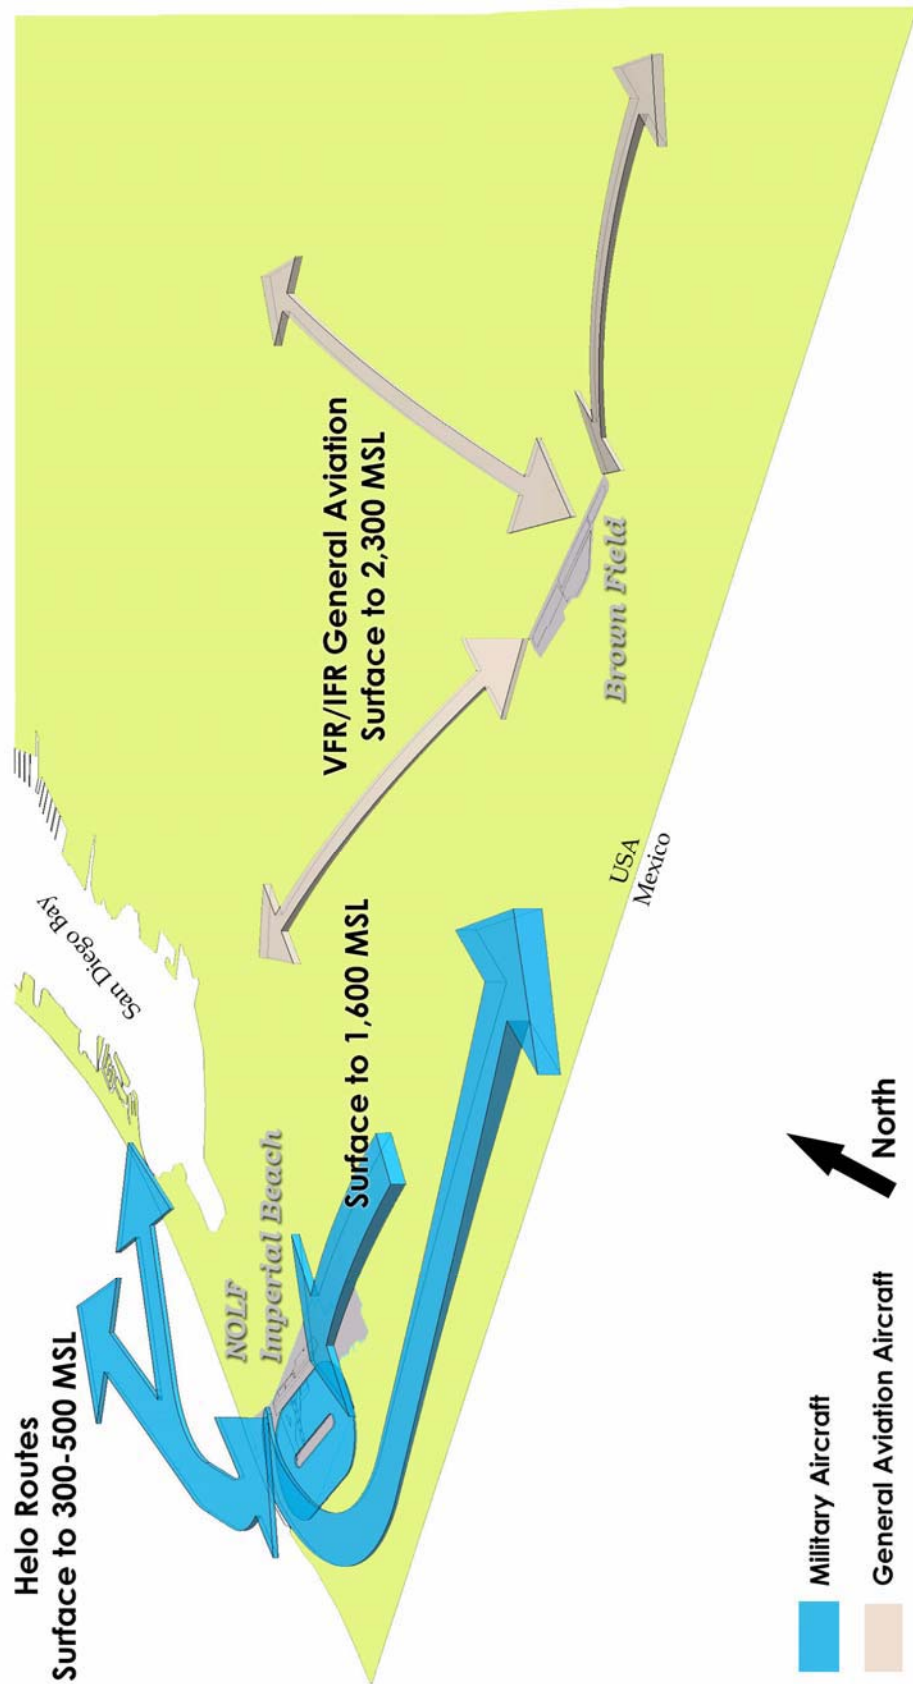 Helo Routes
Surface to 300-500 MSL
San Diego Bay
NOLF
Imperial Beach
Surface to 1,600 MSL
VFR/IFR General Aviation
Surface to 2,300 MSL
Brown Field
USA
Mexico
North
Military Aircraft
General Aviation Aircraft